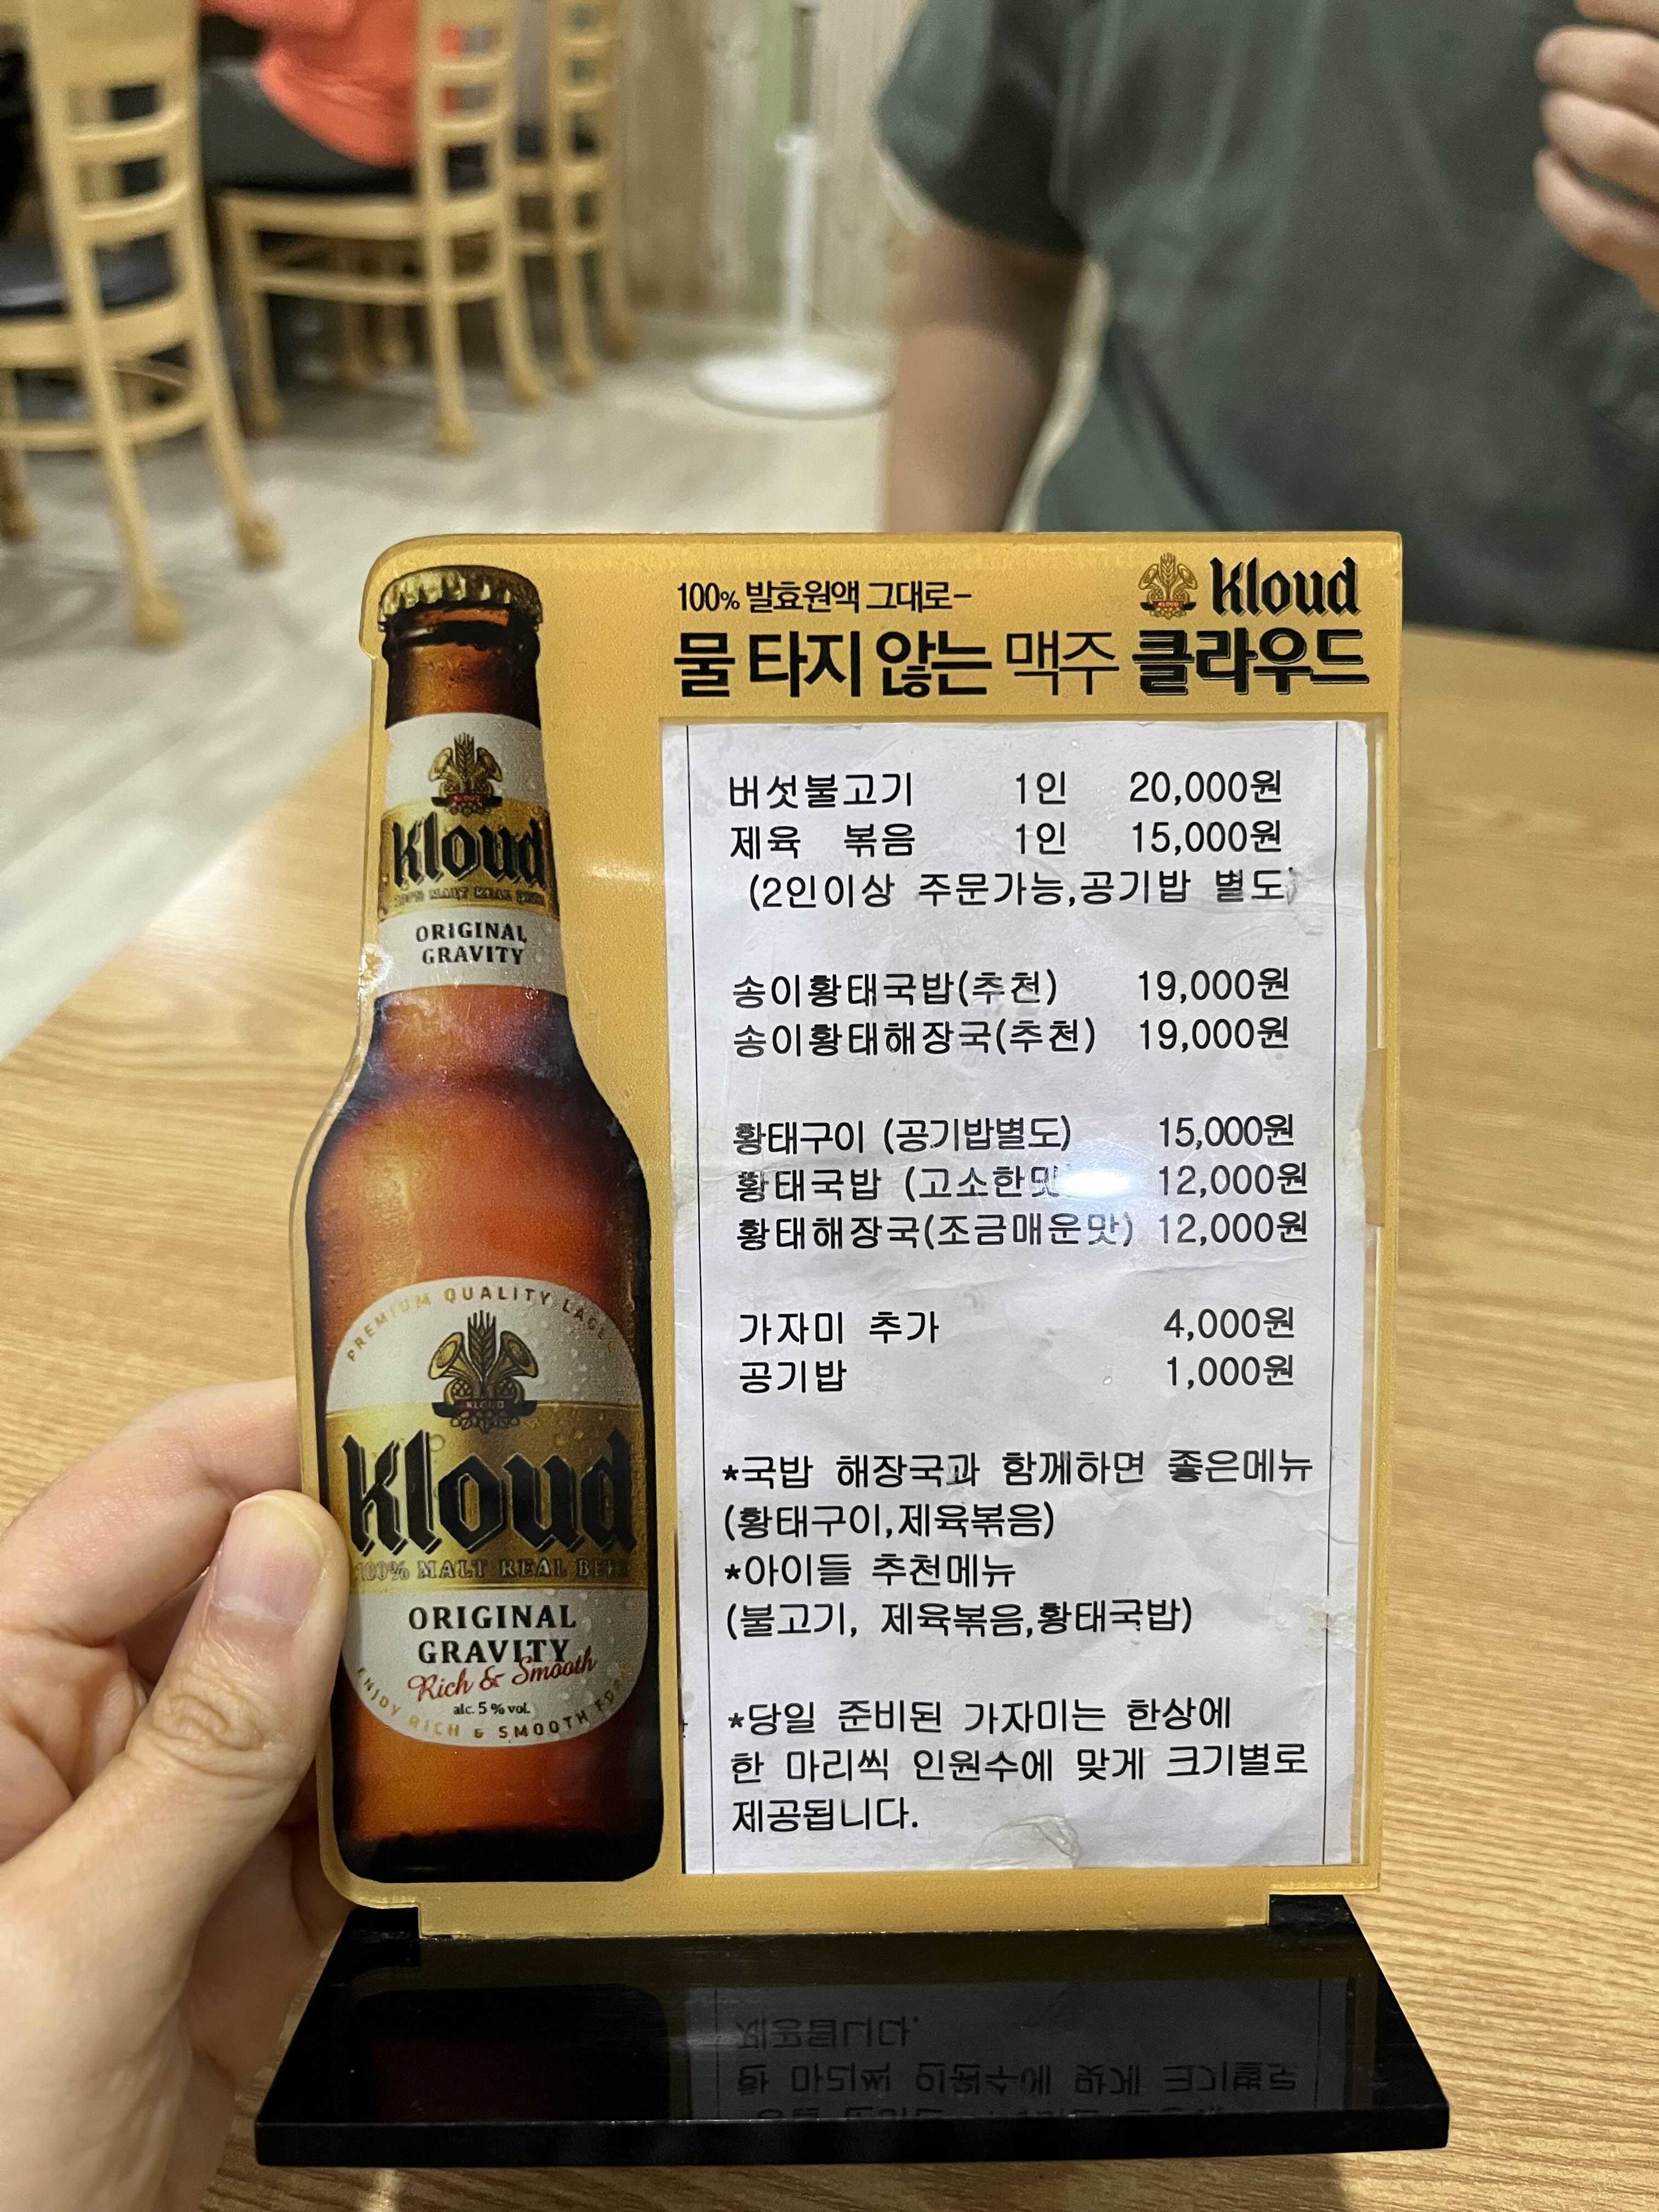 100% 발효원액 그대로-
Kloud
물 타지 않는 맥주 클라우드
버섯불고기 1인 20,000원
제육 볶음 1인 15,000원
(2인이상 주문가능,공기밥 별도)
송이황태국밥(추천) 19,000원
송이황태해장국(추천) 19,000원
황태구이 (공기밥별도) 15,000원
황태국밥 (고소한맛 12,000원
황태해장국(조금매운맛) 12,000원
가자미 추가 4,000원
공기밥 1,000원
*국밥 해장국과 함께하면 좋은메뉴
(황태구이,제육볶음)
*아이들 추천메뉴
(불고기, 제육볶음,황태국밥)
*당일 준비된 가자미는 한상에
한 마리씩 인원수에 맞게 크기별로
제공됩니다.
Kloud
100% MALT REAL BEER
ORIGINAL
GRAVITY
PREMIUM QUALITY LAGER
KLOUD
Kloud
100% MALT REAL BEER
ORIGINAL
GRAVITY
Rich & Smooth
alc. 5 % vol.
ENJOY RICH & SMOOTH